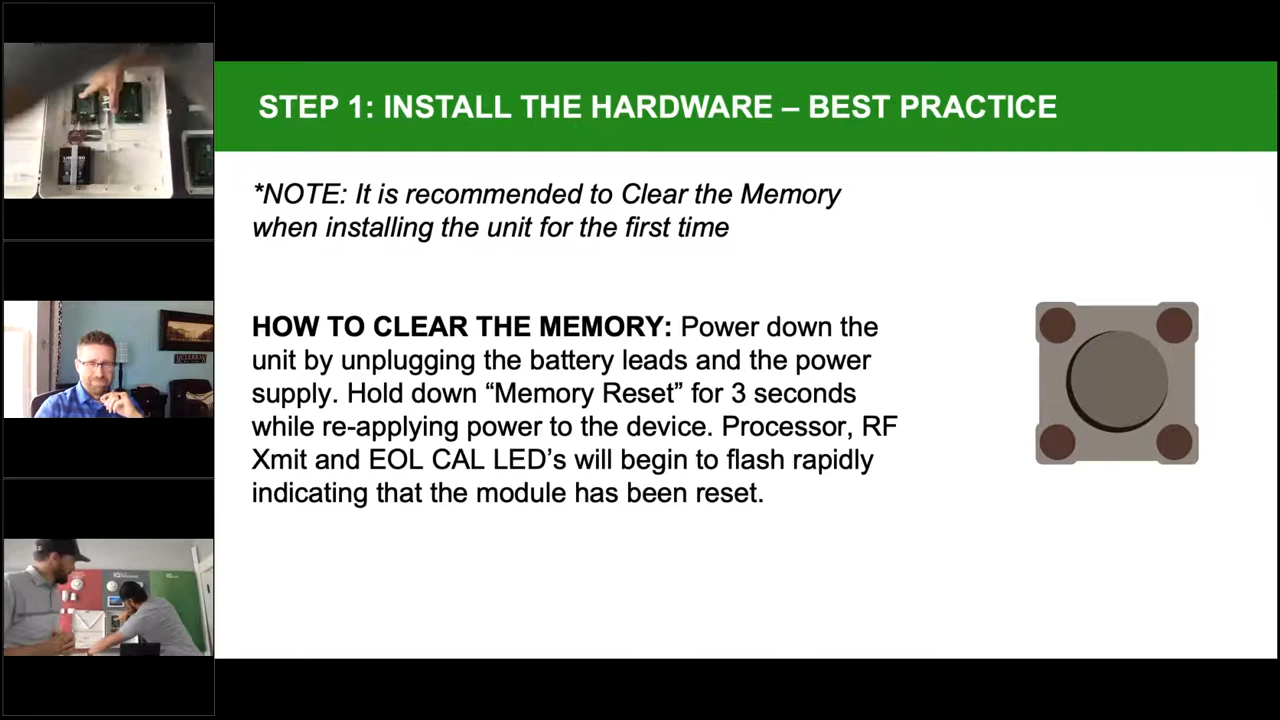 STEP 1: INSTALL THE HARDWARE – BEST PRACTICE
*NOTE: It is recommended to Clear the Memory
when installing the unit for the first time
HOW TO CLEAR THE MEMORY: Power down the
unit by unplugging the battery leads and the power
supply. Hold down “Memory Reset” for 3 seconds
while re-applying power to the device. Processor, RF
Xmit and EOL CAL LED’s will begin to flash rapidly
indicating that the module has been reset.